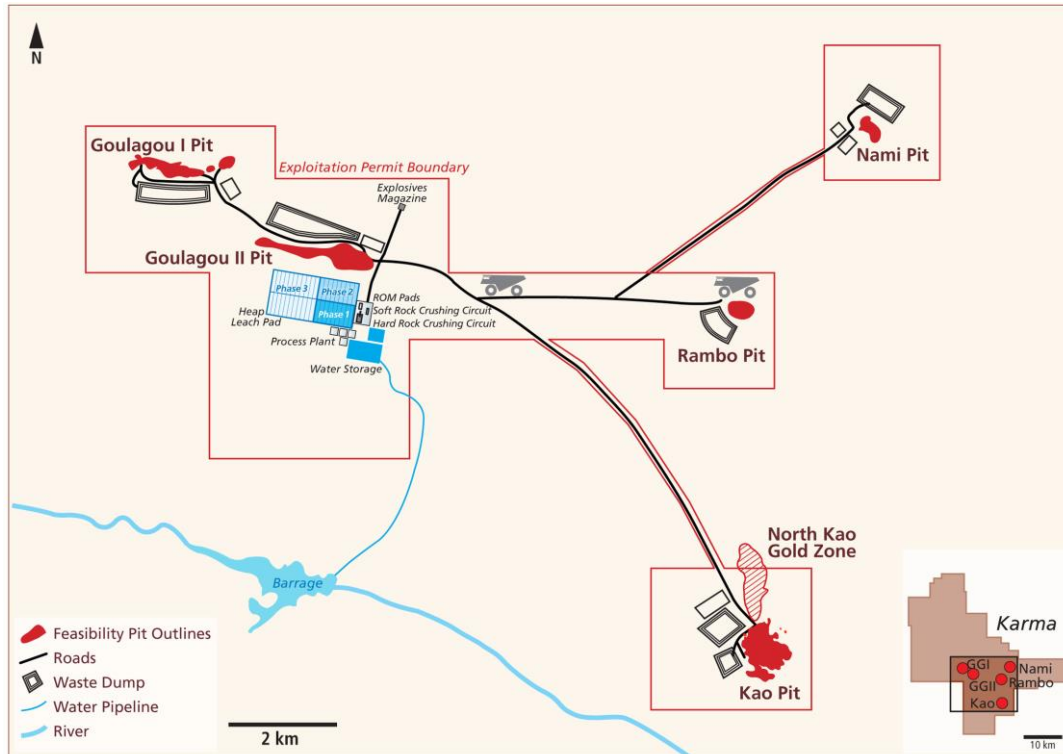 N
Goulagou I Pit
Exploitation Permit Boundary
Explosives
Magazine
Nami Pit
Goulagou II Pit
Phase 3
Phase 2
Phase 1
Heap
Leach Pad
ROM Pads
Soft Rock Crushing Circuit
Hard Rock Crushing Circuit
Process Plant
Water Storage
Rambo Pit
North Kao
Gold Zone
Barrage
Kao Pit
Feasibility Pit Outlines
Roads
Waste Dump
Water Pipeline
River
2 km
Karma
GGI
Nami
GGII
Rambo
Kao
10 km